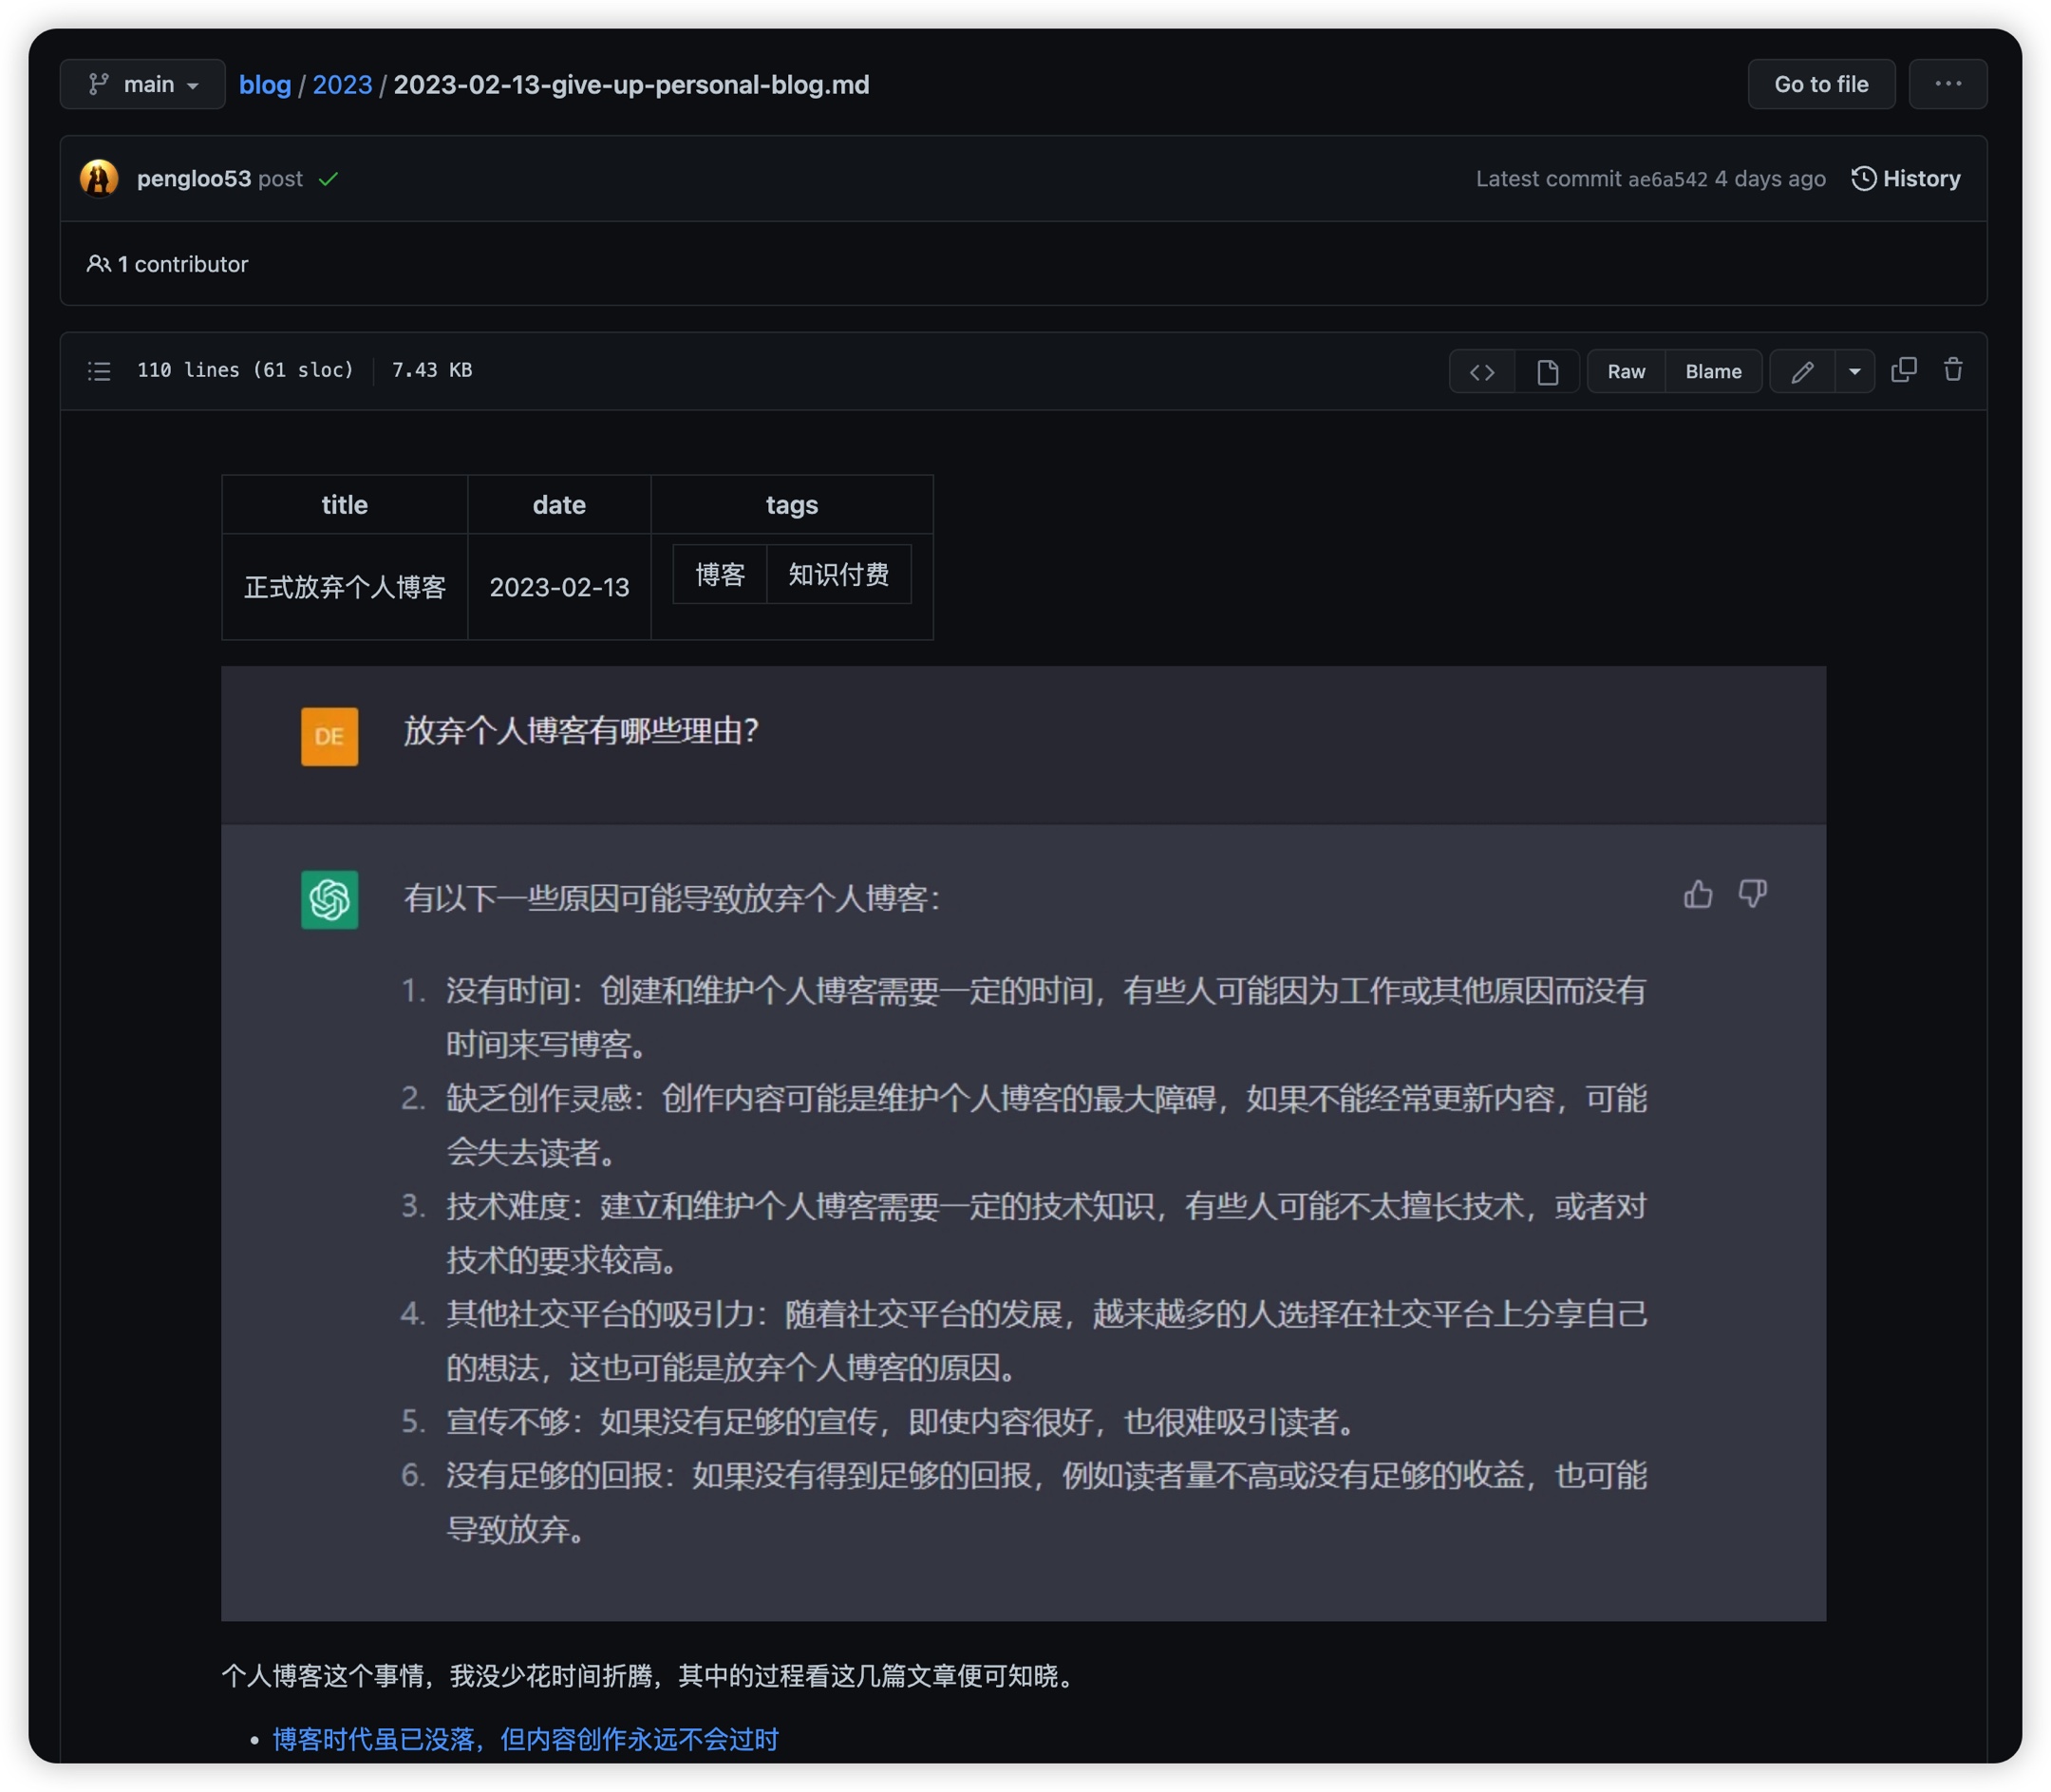 main
blog / 2023 / 2023-02-13-give-up-personal-blog.md
Go to file
···
pengloo53 post
Latest commit ae6a542 4 days ago
History
1 contributor
110 lines (61 sloc)
7.43 KB
Raw
Blame
title date tags
正式放弃个人博客 2023-02-13 博客 知识付费
DE
放弃个人博客有哪些理由？
有以下一些原因可能导致放弃个人博客：
1. 没有时间：创建和维护个人博客需要一定的时间，有些人可能因为工作或其他原因而没有
时间来写博客。
2. 缺乏创作灵感：创作内容可能是维护个人博客的最大障碍，如果不能经常更新内容，可能
会失去读者。
3. 技术难度：建立和维护个人博客需要一定的技术知识，有些人可能不太擅长技术，或者对
技术的要求较高。
4. 其他社交平台的吸引力：随着社交平台的发展，越来越多的人选择在社交平台上分享自己
的想法，这也可能是放弃个人博客的原因。
5. 宣传不够：如果没有足够的宣传，即使内容很好，也很难吸引读者。
6. 没有足够的回报：如果没有得到足够的回报，例如读者量不高或没有足够的收益，也可能
导致放弃。
个人博客这个事情，我没少花时间折腾，其中的过程看这几篇文章便可知晓。
• 博客时代虽已没落，但内容创作永远不会过时